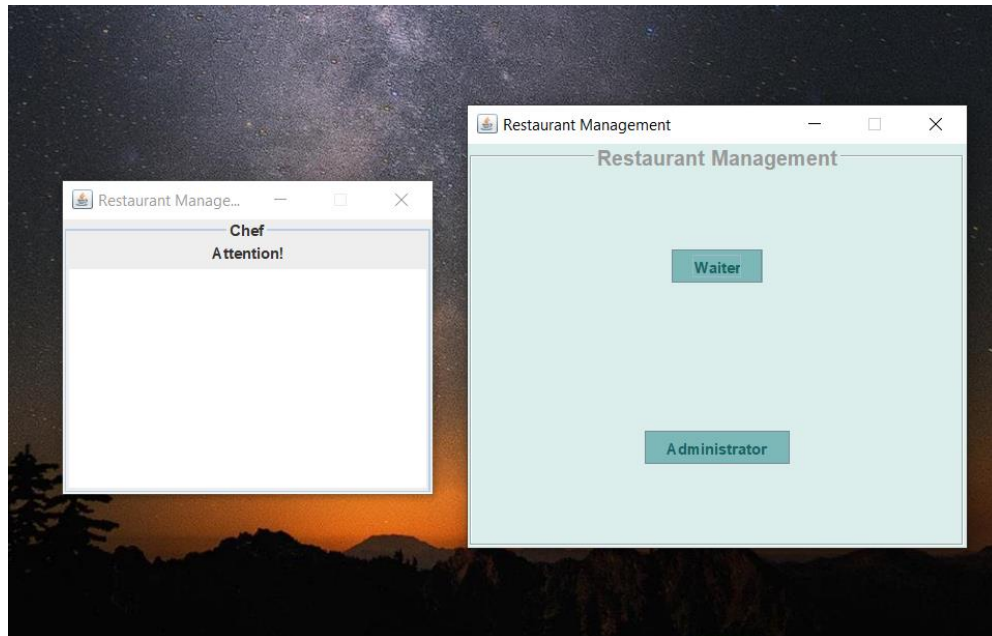 Restaurant Manage...
Chef
Attention!
Restaurant Management
Restaurant Management
Waiter
Administrator